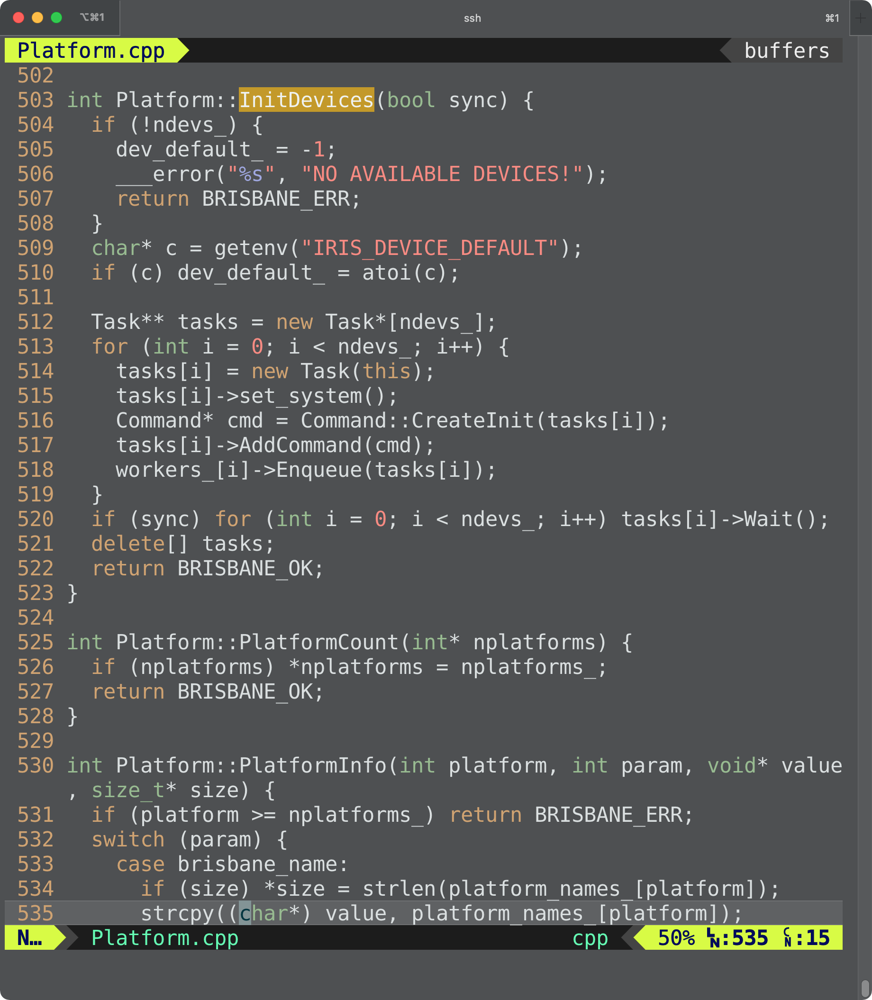 ⌥⌘1 ssh ⌘1 +
Platform.cpp buffers
502
503 int Platform::InitDevices(bool sync) {
504   if (!ndevs_) {
505     dev_default_ = -1;
506     ___error("%s", "NO AVAILABLE DEVICES!");
507     return BRISBANE_ERR;
508   }
509   char* c = getenv("IRIS_DEVICE_DEFAULT");
510   if (c) dev_default_ = atoi(c);
511
512   Task** tasks = new Task*[ndevs_];
513   for (int i = 0; i < ndevs_; i++) {
514     tasks[i] = new Task(this);
515     tasks[i]->set_system();
516     Command* cmd = Command::CreateInit(tasks[i]);
517     tasks[i]->AddCommand(cmd);
518     workers_[i]->Enqueue(tasks[i]);
519   }
520   if (sync) for (int i = 0; i < ndevs_; i++) tasks[i]->Wait();
521   delete[] tasks;
522   return BRISBANE_OK;
523 }
524
525 int Platform::PlatformCount(int* nplatforms) {
526   if (nplatforms) *nplatforms = nplatforms_;
527   return BRISBANE_OK;
528 }
529
530 int Platform::PlatformInfo(int platform, int param, void* value
, size_t* size) {
531   if (platform >= nplatforms_) return BRISBANE_ERR;
532   switch (param) {
533     case brisbane_name:
534       if (size) *size = strlen(platform_names_[platform]);
535       strcpy((char*) value, platform_names_[platform]);
N… Platform.cpp cpp 50% LN:535 CN:15